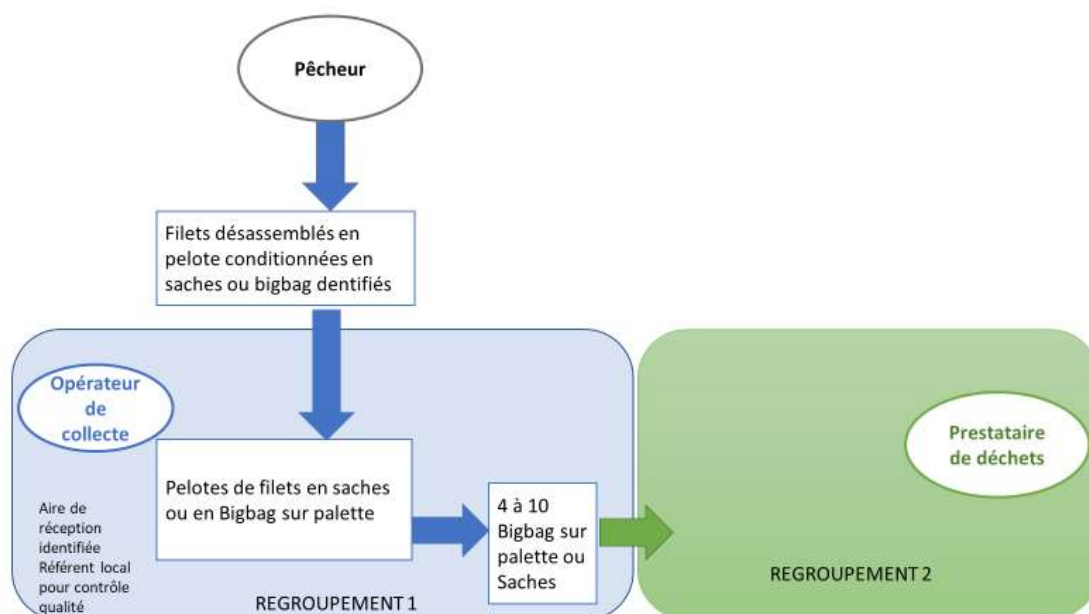 Pêcheur
Filets désassemblés en
pelote conditionnées en
saches ou bigbag dentifiés
Opérateur
de
collecte
Pelotes de filets en saches
ou en Bigbag sur palette
4 à 10
Bigbag sur
palette ou
Saches
Aire de
réception
identifiée
Référent local
pour contrôle
qualité
REGROUPEMENT 1
Prestataire
de déchets
REGROUPEMENT 2